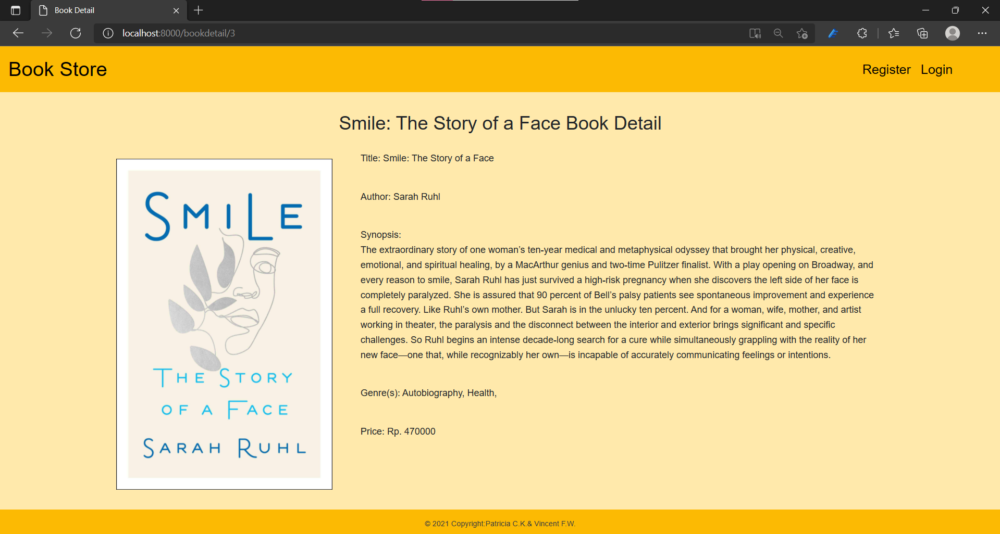 Book Detail
localhost:8000/bookdetail/3
Book Store
Register Login
Smile: The Story of a Face Book Detail
SMILE
THE STORY
OF A FACE
SARAH RUHL
Title: Smile: The Story of a Face
Author: Sarah Ruhl
Synopsis:
The extraordinary story of one woman’s ten-year medical and metaphysical odyssey that brought her physical, creative,
emotional, and spiritual healing, by a MacArthur genius and two-time Pulitzer finalist. With a play opening on Broadway, and
every reason to smile, Sarah Ruhl has just survived a high-risk pregnancy when she discovers the left side of her face is
completely paralyzed. She is assured that 90 percent of Bell’s palsy patients see spontaneous improvement and experience
a full recovery. Like Ruhl’s own mother. But Sarah is in the unlucky ten percent. And for a woman, wife, mother, and artist
working in theater, the paralysis and the disconnect between the interior and exterior brings significant and specific
challenges. So Ruhl begins an intense decade-long search for a cure while simultaneously grappling with the reality of her
new face—one that, while recognizably her own—is incapable of accurately communicating feelings or intentions.
Genre(s): Autobiography, Health,
Price: Rp. 470000
© 2021 Copyright:Patricia C.K.& Vincent F.W.